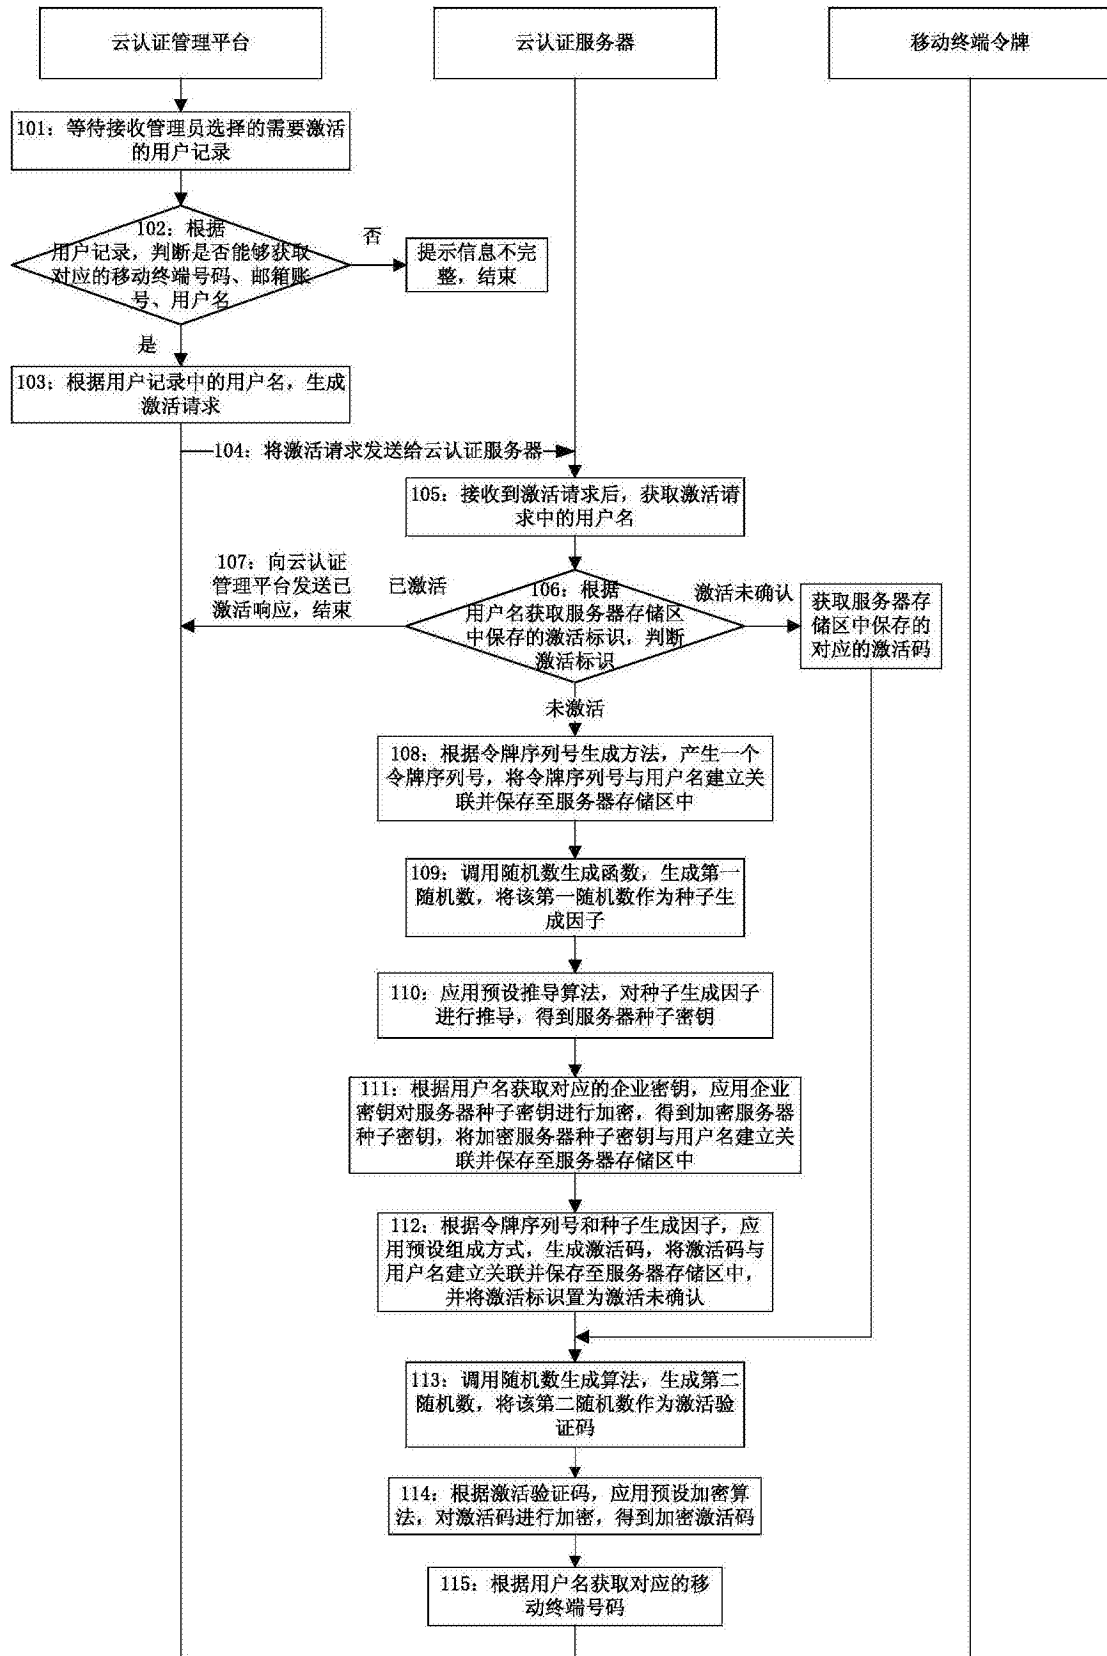 云认证管理平台
云认证服务器
移动终端令牌
101：等待接收管理员选择的需要激活
的用户记录
102：根据
用户记录，判断是否能够获取
对应的移动终端号码、邮箱账
号、用户名
否
提示信息不完
整，结束
是
103：根据用户记录中的用户名，生成
激活请求
104：将激活请求发送给云认证服务器
105：接收到激活请求后，获取激活请
求中的用户名
107：向云认证
管理平台发送已
激活响应，结束
已激活
106：根据
用户名获取服务器存储区
中保存的激活标识，判断
激活标识
激活未确认
获取服务器存
储区中保存的
对应的激活码
未激活
108：根据令牌序列号生成方法，产生一个
令牌序列号，将令牌序列号与用户名建立关
联并保存至服务器存储区中
109：调用随机数生成函数，生成第一
随机数，将该第一随机数作为种子生
成因子
110：应用预设推导算法，对种子生成因子
进行推导，得到服务器种子密钥
111：根据用户名获取对应的企业密钥，应用企业
密钥对服务器种子密钥进行加密，得到加密服务器
种子密钥，将加密服务器种子密钥与用户名建立关
联并保存至服务器存储区中
112：根据令牌序列号和种子生成因子，应
用预设组成方式，生成激活码，将激活码与
用户名建立关联并保存至服务器存储区中，
并将激活标识置为激活未确认
113：调用随机数生成算法，生成第二
随机数，将该第二随机数作为激活验
证码
114：根据激活验证码，应用预设加密算
法，对激活码进行加密，得到加密激活码
115：根据用户名获取对应的移
动终端号码